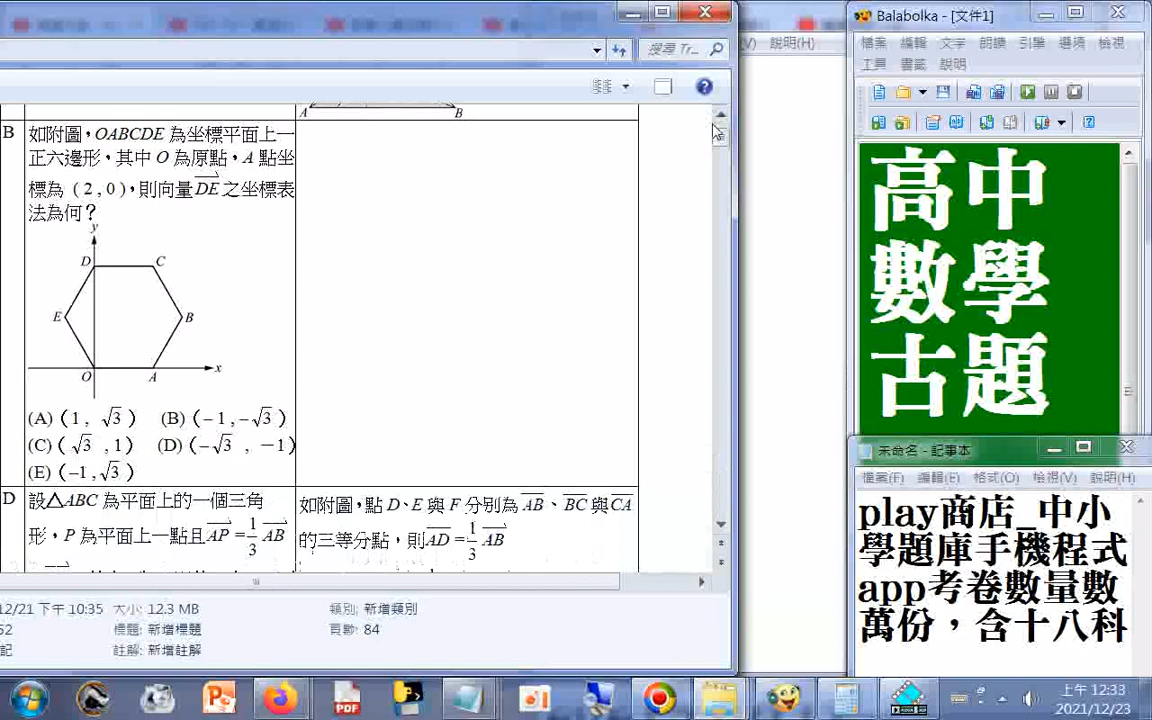 搜尋 Tr...
A B
B 如附圖，OABCDE 為坐標平面上一
正六邊形，其中 O 為原點，A 點坐
標為 ( 2 , 0 )，則向量DE之坐標表
法為何？
y
D C
E B
O A x
(A) ( 1 , √3 ) (B) ( −1 , −√3 )
(C) ( √3 , 1 ) (D) ( −√3 , −1 )
(E) ( −1 , √3 )
D 設△ABC 為平面上的一個三角
形，P 為平面上一點且AP = 1/3 AB
如附圖，點 D、E 與 F 分別為 AB、BC 與 CA
的三等分點，則AD = 1/3 AB
12/21 下午 10:35 大小: 12.3 MB 類別: 新增類別
52 標題: 新增標題 頁數: 84
記 註解: 新增註解
(V) 說明(H)
Balabolka - [文件1]
檔案 編輯 文字 朗讀 引擎 選項 檢視
工具 書籤 說明
高中
數學
古題
未命名 - 記事本
檔案(F) 編輯(E) 格式(O) 檢視(V) 說明(H)
play商店_中小
學題庫手機程式
app考卷數量數
萬份，含十八科
上午 12:33
2021/12/23